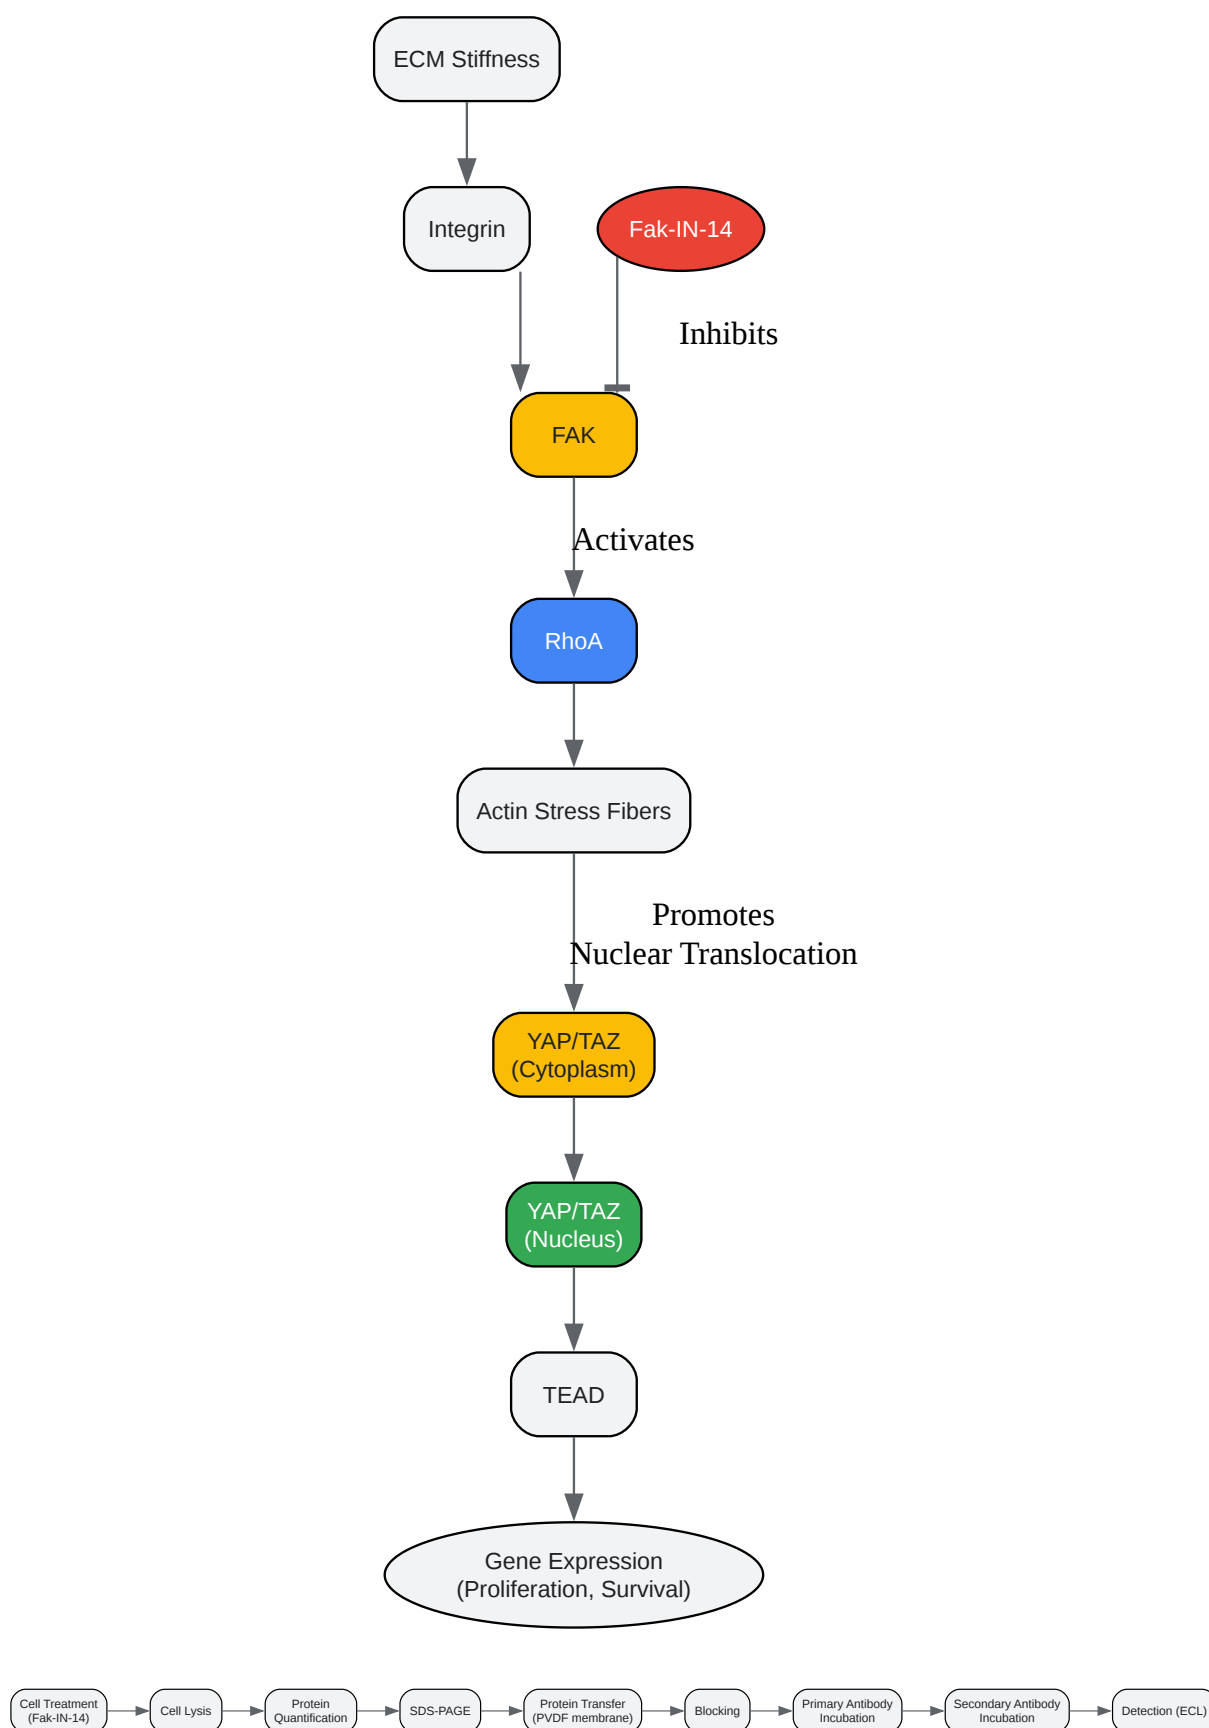 ECM Stiffness
Integrin
Fak-IN-14
Inhibits
FAK
Activates
RhoA
Actin Stress Fibers
Promotes
Nuclear Translocation
YAP/TAZ
(Cytoplasm)
YAP/TAZ
(Nucleus)
TEAD
Gene Expression
(Proliferation, Survival)
Cell Treatment
(Fak-IN-14)
Cell Lysis
Protein
Quantification
SDS-PAGE
Protein Transfer
(PVDF membrane)
Blocking
Primary Antibody
Incubation
Secondary Antibody
Incubation
Detection (ECL)